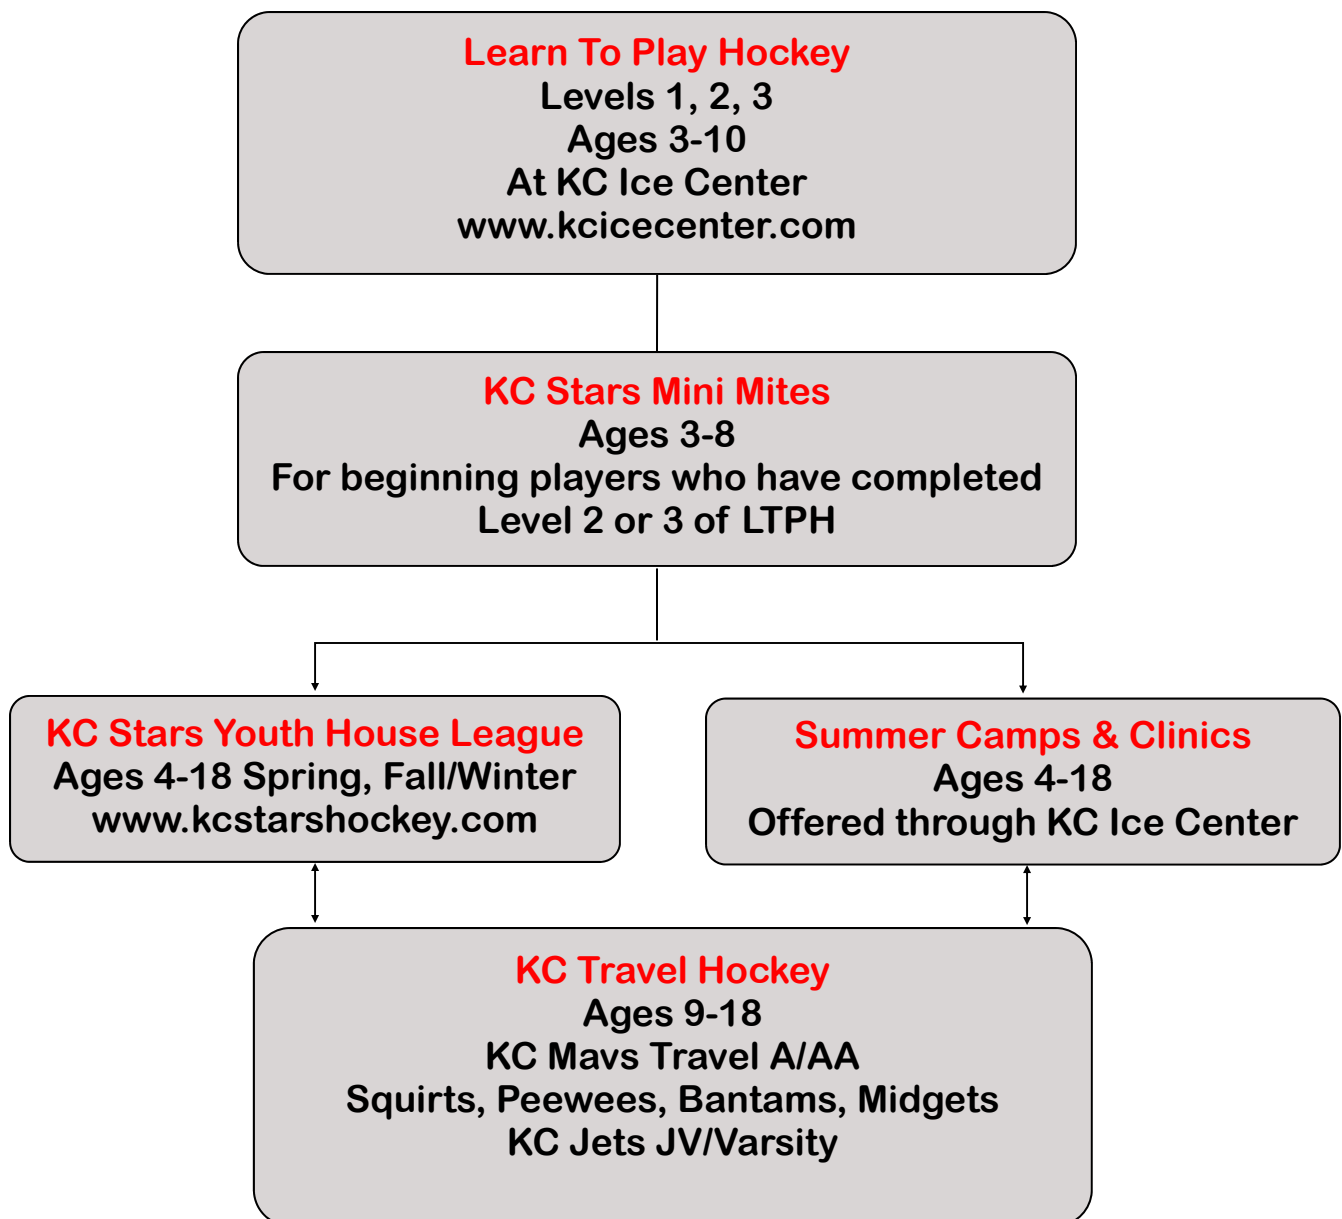 Learn To Play Hockey
Levels 1, 2, 3
Ages 3-10
At KC Ice Center
www.kcicecenter.com
KC Stars Mini Mites
Ages 3-8
For beginning players who have completed
Level 2 or 3 of LTPH
KC Stars Youth House League
Ages 4-18 Spring, Fall/Winter
www.kcstarshockey.com
Summer Camps & Clinics
Ages 4-18
Offered through KC Ice Center
KC Travel Hockey
Ages 9-18
KC Mavs Travel A/AA
Squirts, Peewees, Bantams, Midgets
KC Jets JV/Varsity